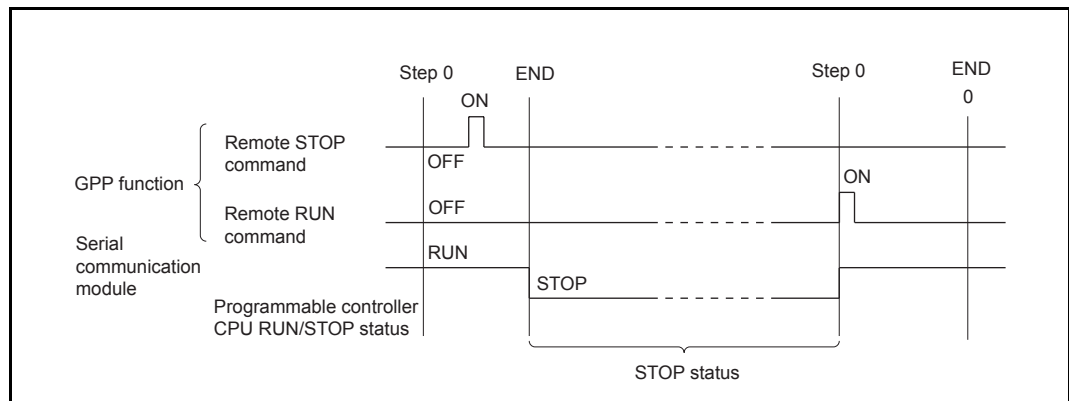 Step 0
END
Step 0
END
0
ON
Remote STOP
command
OFF
GPP function
ON
Remote RUN
command
OFF
Serial
communication
module
RUN
STOP
Programmable controller
CPU RUN/STOP status
STOP status